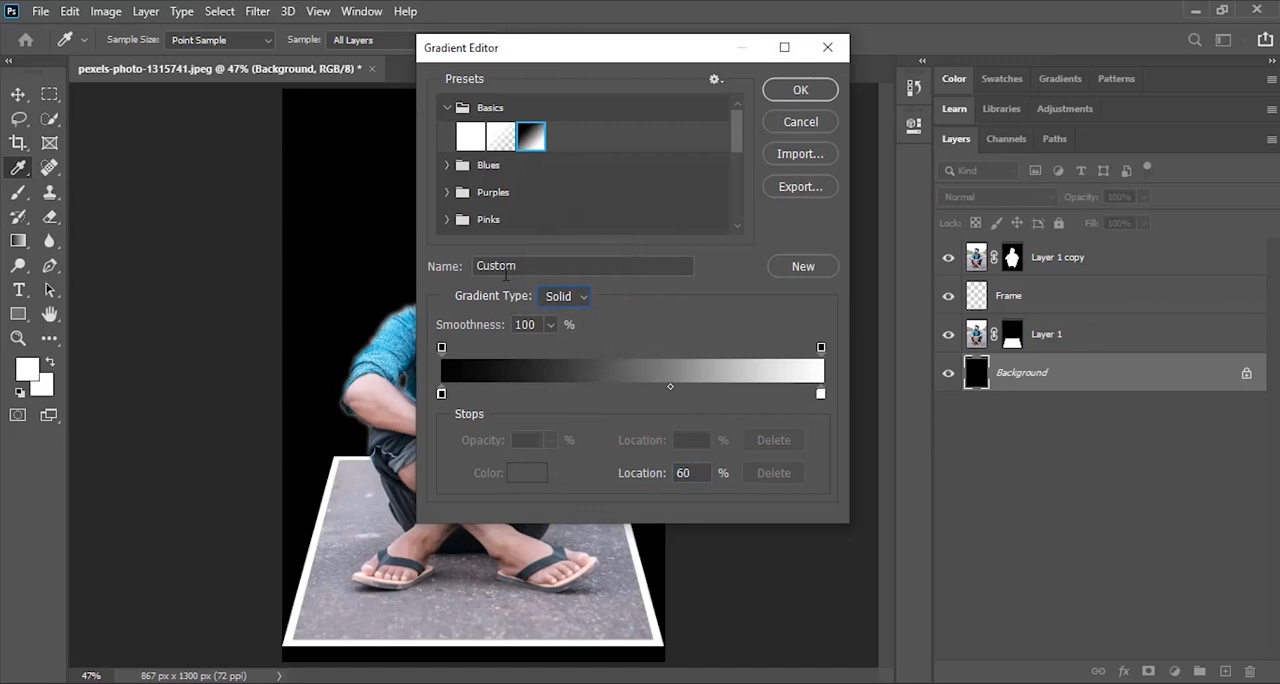 Ps File Edit Image Layer Type Select Filter 3D View Window Help
Sample Size: Point Sample Sample: All Layers
pexels-photo-1315741.jpeg @ 47% (Background, RGB/8) *
Gradient Editor
Presets
Basics
Blues
Purples
Pinks
OK
Cancel
Import...
Export...
Name: Custom
New
Gradient Type: Solid
Smoothness: 100 %
Stops
Opacity: % Location: % Delete
Color: Location: 60 % Delete
Color Swatches Gradients Patterns
Learn Libraries Adjustments
Layers Channels Paths
Kind
Normal Opacity: 100%
Lock: Fill: 100%
Layer 1 copy
Frame
Layer 1
Background
fx
47% 867 px x 1300 px (72 ppi)